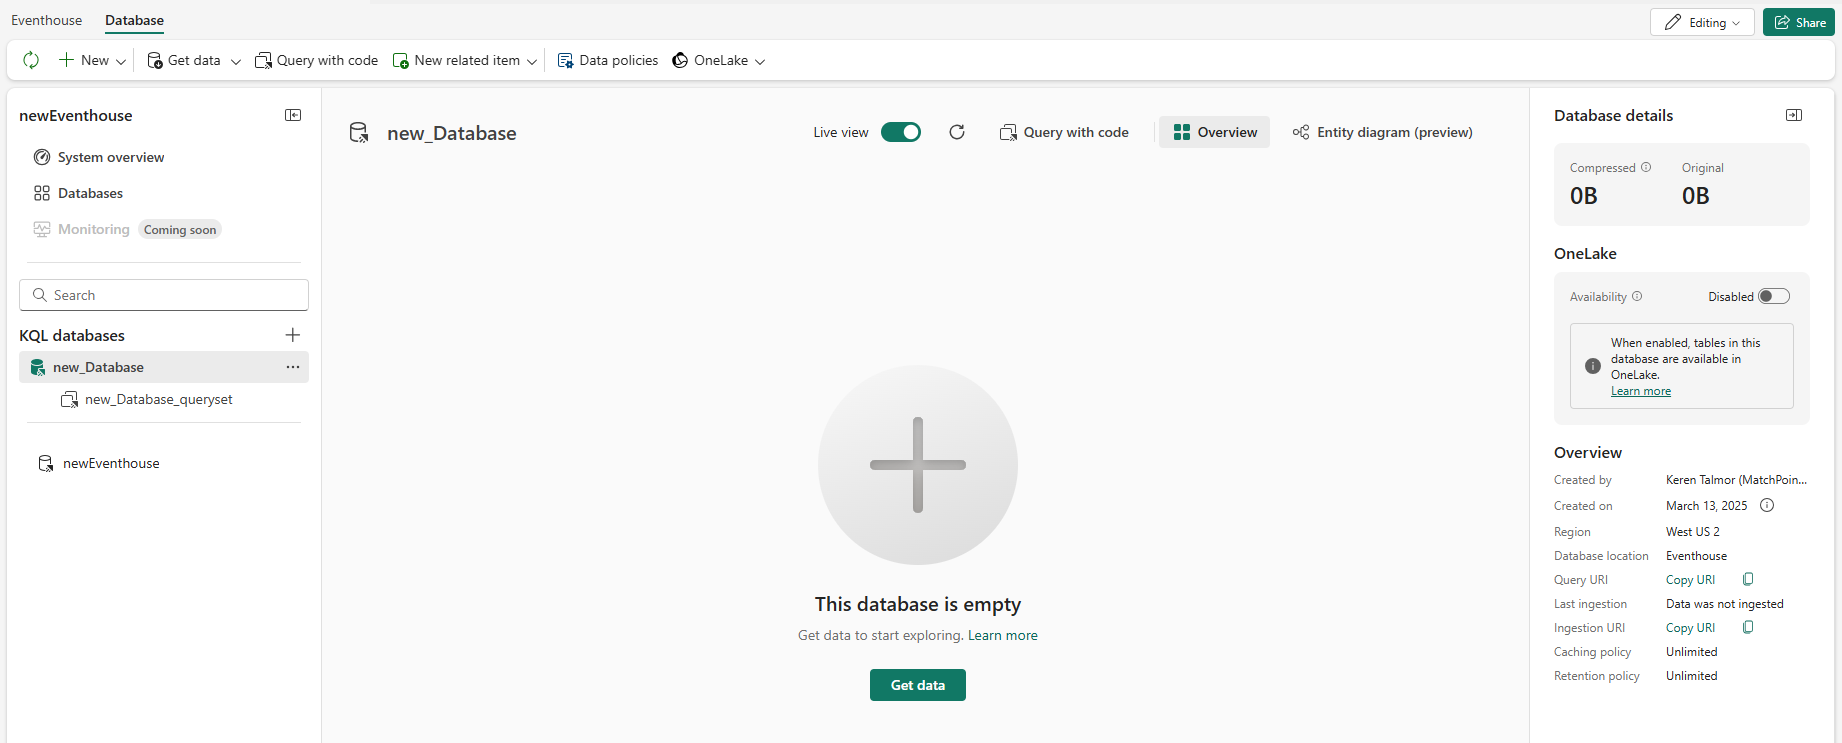 Eventhouse Database
Editing Share
New Get data Query with code New related item Data policies OneLake
newEventhouse
System overview
Databases
Monitoring Coming soon
Search
KQL databases
new_Database
new_Database_queryset
newEventhouse
new_Database
Live view Query with code Overview Entity diagram (preview)
This database is empty
Get data to start exploring. Learn more
Get data
Database details
Compressed Original
0B 0B
OneLake
Availability Disabled
When enabled, tables in this
database are available in
OneLake.
Learn more
Overview
Created by Keren Talmor (MatchPoin...
Created on March 13, 2025
Region West US 2
Database location Eventhouse
Query URI Copy URI
Last ingestion Data was not ingested
Ingestion URI Copy URI
Caching policy Unlimited
Retention policy Unlimited